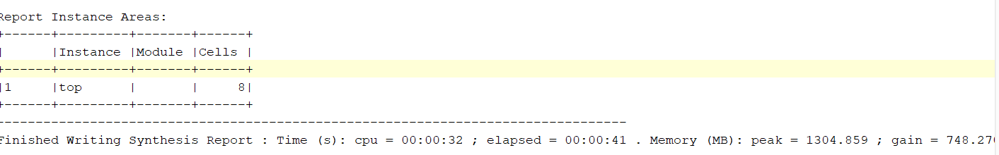 Report Instance Areas:
+------+---------+-------+------+
|      |Instance |Module |Cells |
+------+---------+-------+------+
|1     |top      |       |     8|
+------+---------+-------+------+
---------------------------------------------------------------------------------
Finished Writing Synthesis Report : Time (s): cpu = 00:00:32 ; elapsed = 00:00:41 . Memory (MB): peak = 1304.859 ; gain = 748.27